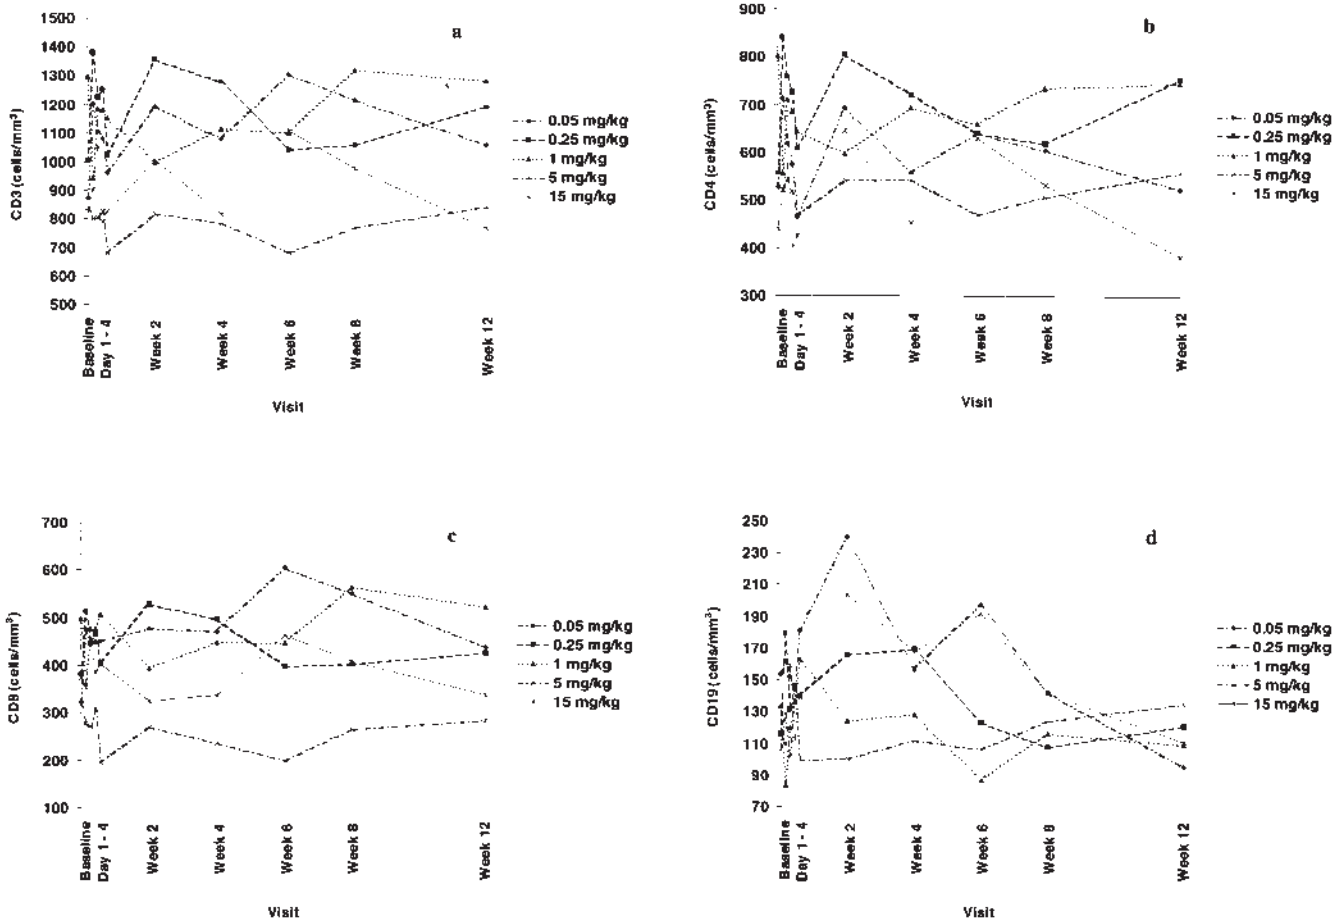 a
1500
1400
1300
1200
1100
1000
900
800
700
600
500
CD3 (cells/mm³)
Baseline
Day 1 - 4
Week 2
Week 4
Week 6
Week 8
Week 12
Visit
0.05 mg/kg
0.25 mg/kg
1 mg/kg
5 mg/kg
15 mg/kg
b
900
800
700
600
500
400
300
CD4 (cells/mm³)
Baseline
Day 1 - 4
Week 2
Week 4
Week 6
Week 8
Week 12
Visit
0.05 mg/kg
0.25 mg/kg
1 mg/kg
5 mg/kg
15 mg/kg
c
700
600
500
400
300
200
100
CD8 (cells/mm³)
Baseline
Day 1 - 4
Week 2
Week 4
Week 6
Week 8
Week 12
Visit
0.05 mg/kg
0.25 mg/kg
1 mg/kg
5 mg/kg
15 mg/kg
d
250
230
210
190
170
150
130
110
90
70
CD19 (cells/mm³)
Baseline
Day 1 - 4
Week 2
Week 4
Week 6
Week 8
Week 12
Visit
0.05 mg/kg
0.25 mg/kg
1 mg/kg
5 mg/kg
15 mg/kg